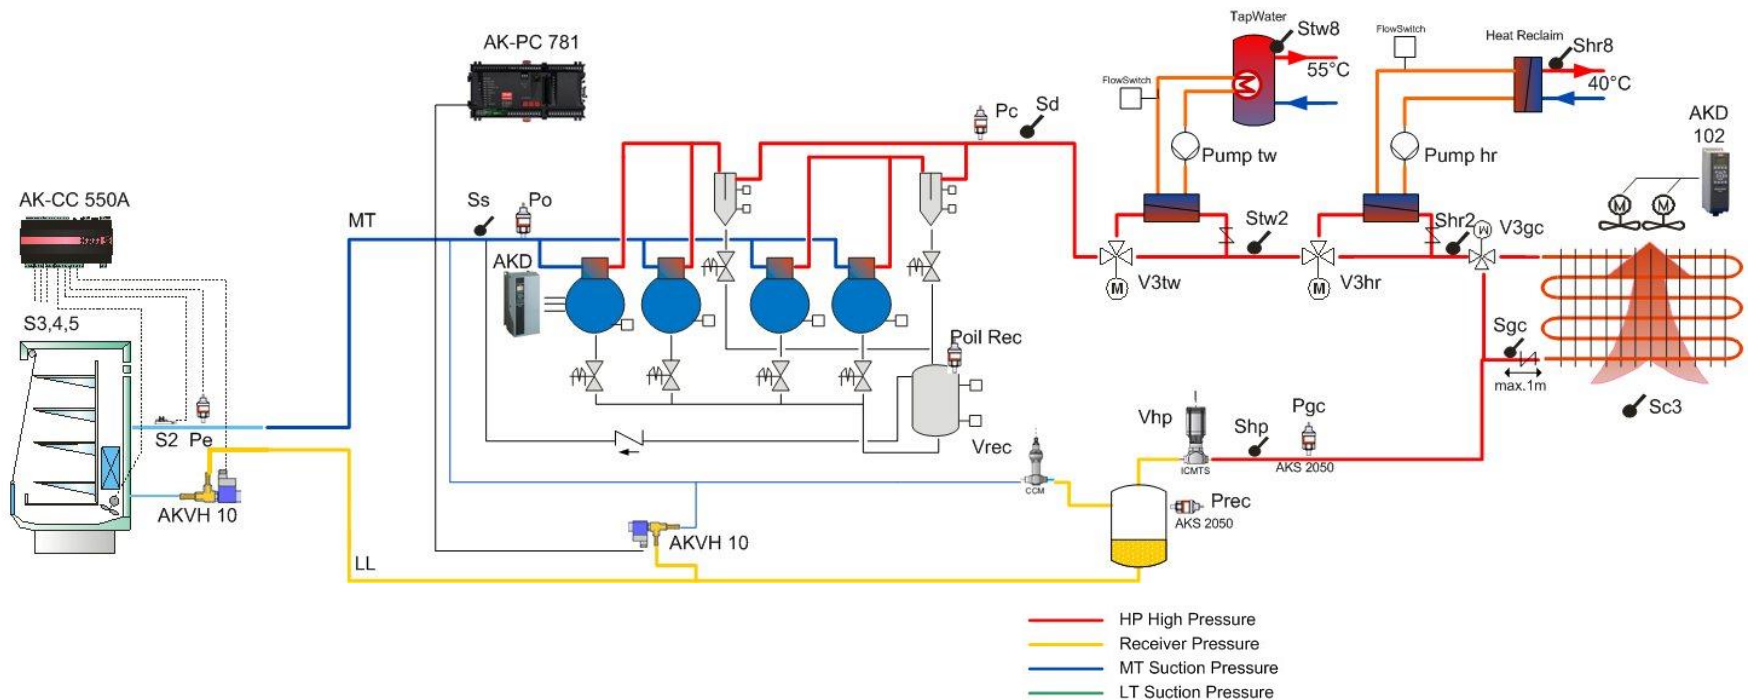 TapWater
Stw8
55°C
FlowSwitch
Pump tw
FlowSwitch
Heat Reclaim
Shr8
40°C
Pump hr
AKD
102
M
M
AK-PC 781
Pc
Sd
AK-CC 550A
MT
Ss
Po
AKD
Stw2
Shr2
V3gc
M
V3tw
M
V3hr
M
S3,4,5
Poil Rec
Sgc
max.1m
Sc3
S2
Pe
AKVH 10
Vrec
CCM
Vhp
ICMTS
Shp
Pgc
AKS 2050
Prec
AKS 2050
AKVH 10
LL
HP High Pressure
Receiver Pressure
MT Suction Pressure
LT Suction Pressure